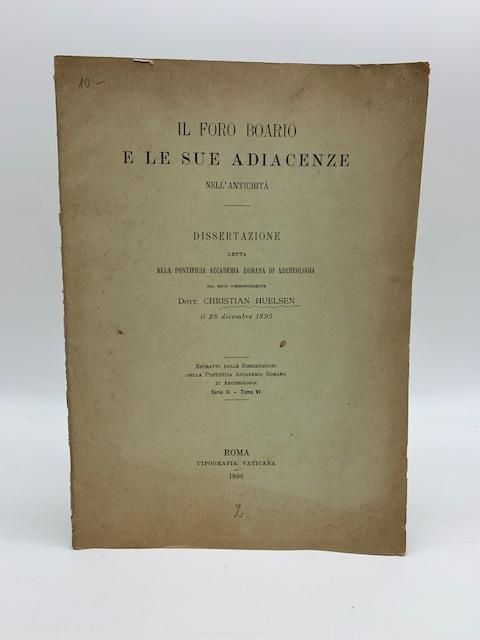 10.-
IL FORO BOARIO
E LE SUE ADIACENZE
NELL'ANTICHITÀ
DISSERTAZIONE
LETTA
ALLA PONTIFICIA ACCADEMIA ROMANA DI ARCHEOLOGIA
DAL SOCIO CORRISPONDENTE
DOTT. CHRISTIAN HUELSEN
il 28 dicembre 1895
ESTRATTO DALLE DISSERTAZIONI
DELLA PONTIFICIA ACCADEMIA ROMANA
DI ARCHEOLOGIA
Serie II. - Tomo VI.
ROMA
TIPOGRAFIA VATICANA
1896
2